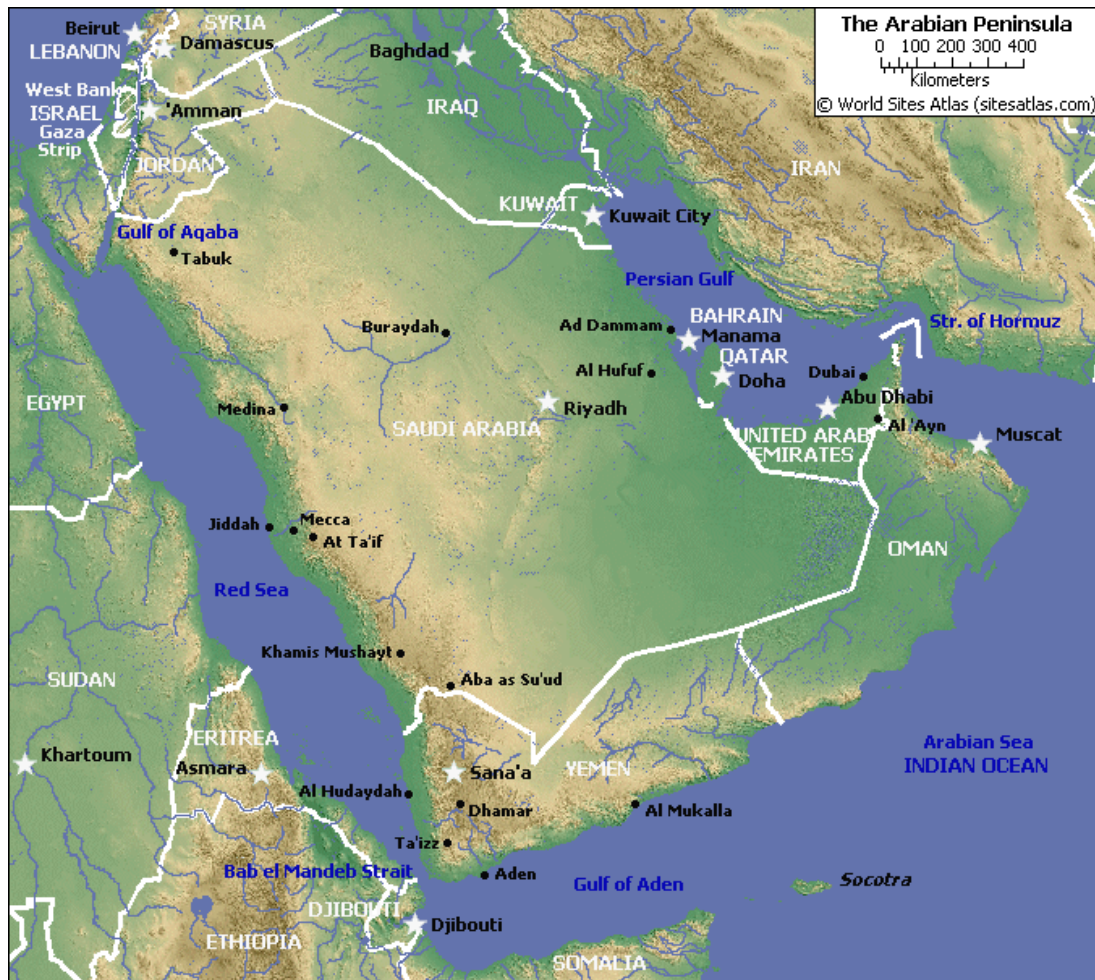 The Arabian Peninsula
0 100 200 300 400
Kilometers
© World Sites Atlas (sitesatlas.com)
SYRIA
Beirut
LEBANON
Damascus
Baghdad
West Bank
ISRAEL
'Amman
Gaza
Strip
IRAQ
JORDAN
IRAN
KUWAIT
Kuwait City
Gulf of Aqaba
Tabuk
Persian Gulf
BAHRAIN
Str. of Hormuz
Buraydah
Ad Dammam
Manama
QATAR
Al Hufuf
Doha
Dubai
EGYPT
Medina
Riyadh
Abu Dhabi
SAUDI ARABIA
Al 'Ayn
UNITED ARAB
EMIRATES
Muscat
Jiddah
Mecca
At Ta'if
OMAN
Red Sea
Khamis Mushayt
SUDAN
Aba as Su'ud
ERITREA
Khartoum
Asmara
Sana'a
YEMEN
Arabian Sea
INDIAN OCEAN
Al Hudaydah
Dhamar
Al Mukalla
Ta'izz
Bab el Mandeb Strait
Aden
Gulf of Aden
Socotra
DJIBOUTI
Djibouti
ETHIOPIA
SOMALIA